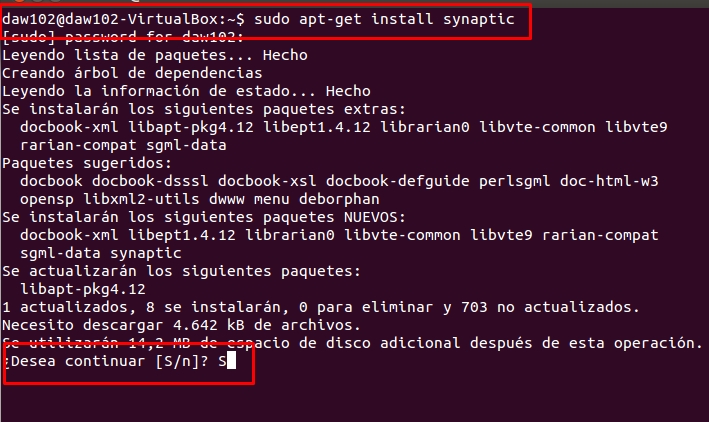 daw102@daw102-VirtualBox:~$ sudo apt-get install synaptic
[sudo] password for daw102:
Leyendo lista de paquetes... Hecho
Creando árbol de dependencias
Leyendo la información de estado... Hecho
Se instalarán los siguientes paquetes extras:
docbook-xml libapt-pkg4.12 libept1.4.12 librarian0 libvte-common libvte9
rarian-compat sgml-data
Paquetes sugeridos:
docbook docbook-dsssl docbook-xsl docbook-defguide perlsgml doc-html-w3
opensp libxml2-utils dwww menu deborphan
Se instalarán los siguientes paquetes NUEVOS:
docbook-xml libept1.4.12 librarian0 libvte-common libvte9 rarian-compat
sgml-data synaptic
Se actualizarán los siguientes paquetes:
libapt-pkg4.12
1 actualizados, 8 se instalarán, 0 para eliminar y 703 no actualizados.
Necesito descargar 4.642 kB de archivos.
Se utilizarán 14,2 MB de espacio de disco adicional después de esta operación.
¿Desea continuar [S/n]? S